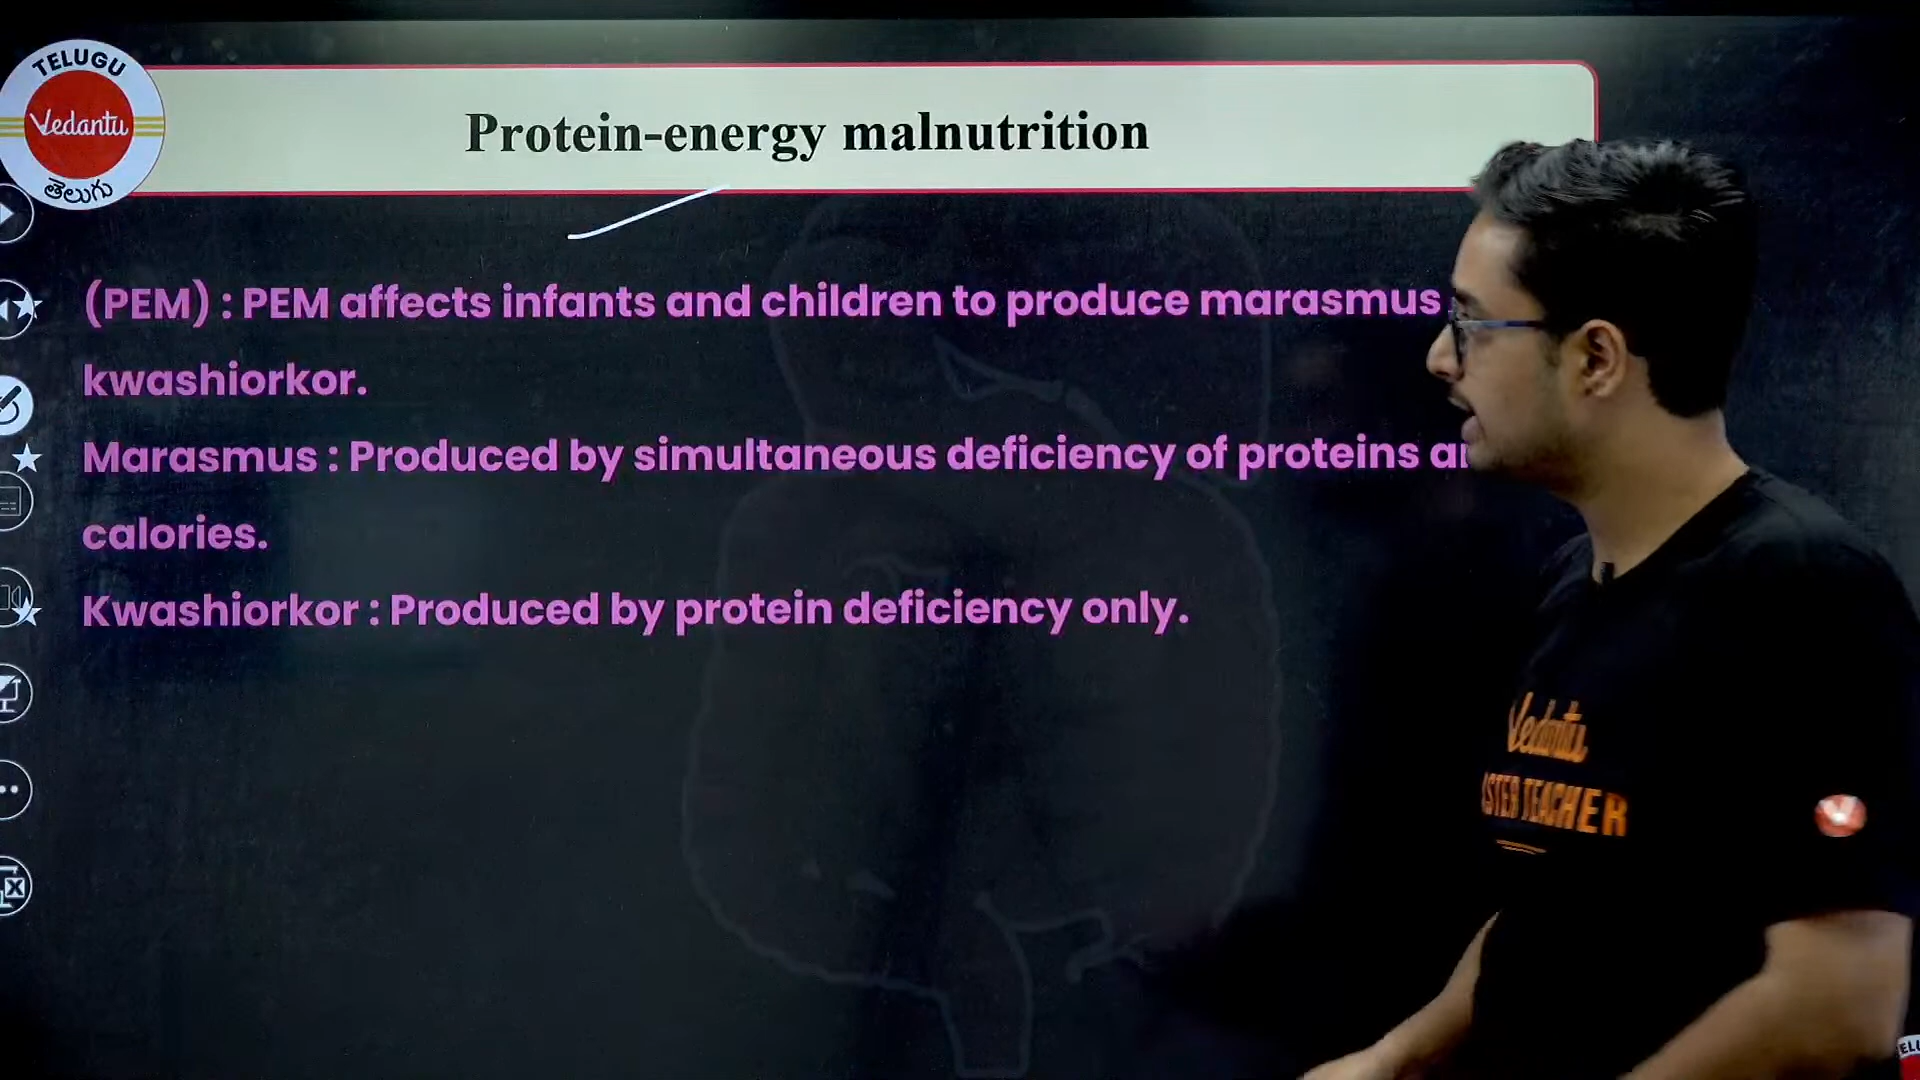 TELUGU
Vedantu
తెలుగు
Protein-energy malnutrition
(PEM) : PEM affects infants and children to produce marasmus
kwashiorkor.
Marasmus : Produced by simultaneous deficiency of proteins
calories.
Kwashiorkor : Produced by protein deficiency only.
Vedantu
TEACHER